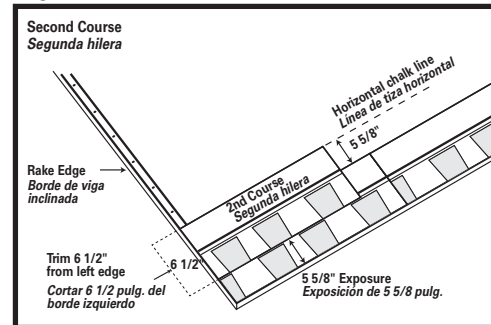 Second Course
Segunda hilera
Horizontal chalk line
Línea de tiza horizontal
5 5/8"
Rake Edge
Borde de viga
inclinada
2nd Course
Segunda hilera
Trim 6 1/2"
from left edge
Cortar 6 1/2 pulg. del
borde izquierdo
6 1/2"
5 5/8" Exposure
Exposición de 5 5/8 pulg.